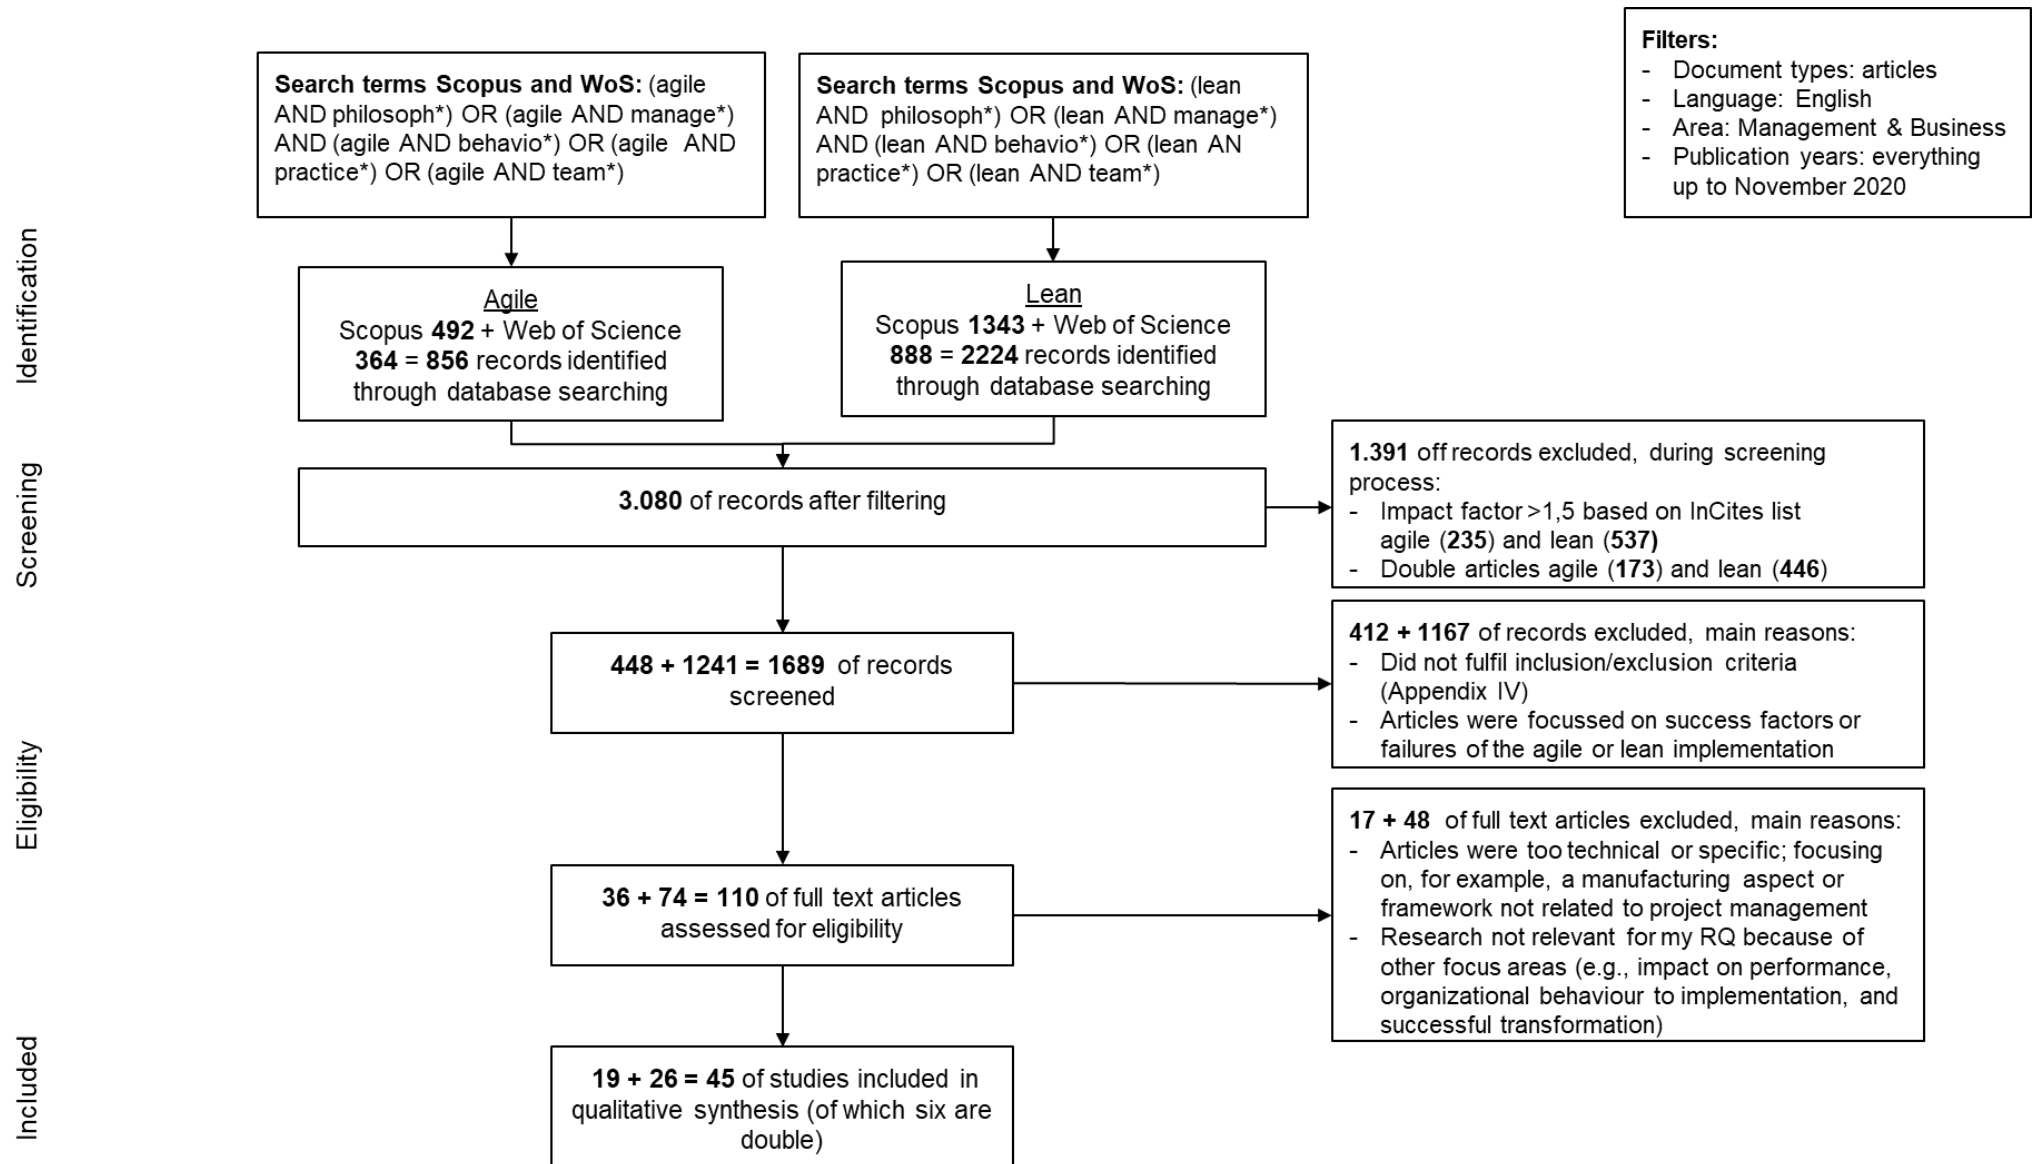 Search terms Scopus and WoS: (agile
AND philosoph*) OR (agile AND manage*)
AND (agile AND behavio*) OR (agile AND
practice*) OR (agile AND team*)
Search terms Scopus and WoS: (lean
AND philosoph*) OR (lean AND manage*)
AND (lean AND behavio*) OR (lean AN
practice*) OR (lean AND team*)
Filters:
- Document types: articles
- Language: English
- Area: Management & Business
- Publication years: everything
up to November 2020
Identification
Agile
Scopus 492 + Web of Science
364 = 856 records identified
through database searching
Lean
Scopus 1343 + Web of Science
888 = 2224 records identified
through database searching
Screening
3.080 of records after filtering
1.391 off records excluded, during screening
process:
- Impact factor >1,5 based on InCites list
agile (235) and lean (537)
- Double articles agile (173) and lean (446)
448 + 1241 = 1689 of records
screened
412 + 1167 of records excluded, main reasons:
- Did not fulfil inclusion/exclusion criteria
(Appendix IV)
- Articles were focussed on success factors or
failures of the agile or lean implementation
Eligibility
36 + 74 = 110 of full text articles
assessed for eligibility
17 + 48 of full text articles excluded, main reasons:
- Articles were too technical or specific; focusing
on, for example, a manufacturing aspect or
framework not related to project management
- Research not relevant for my RQ because of
other focus areas (e.g., impact on performance,
organizational behaviour to implementation, and
successful transformation)
Included
19 + 26 = 45 of studies included in
qualitative synthesis (of which six are
double)